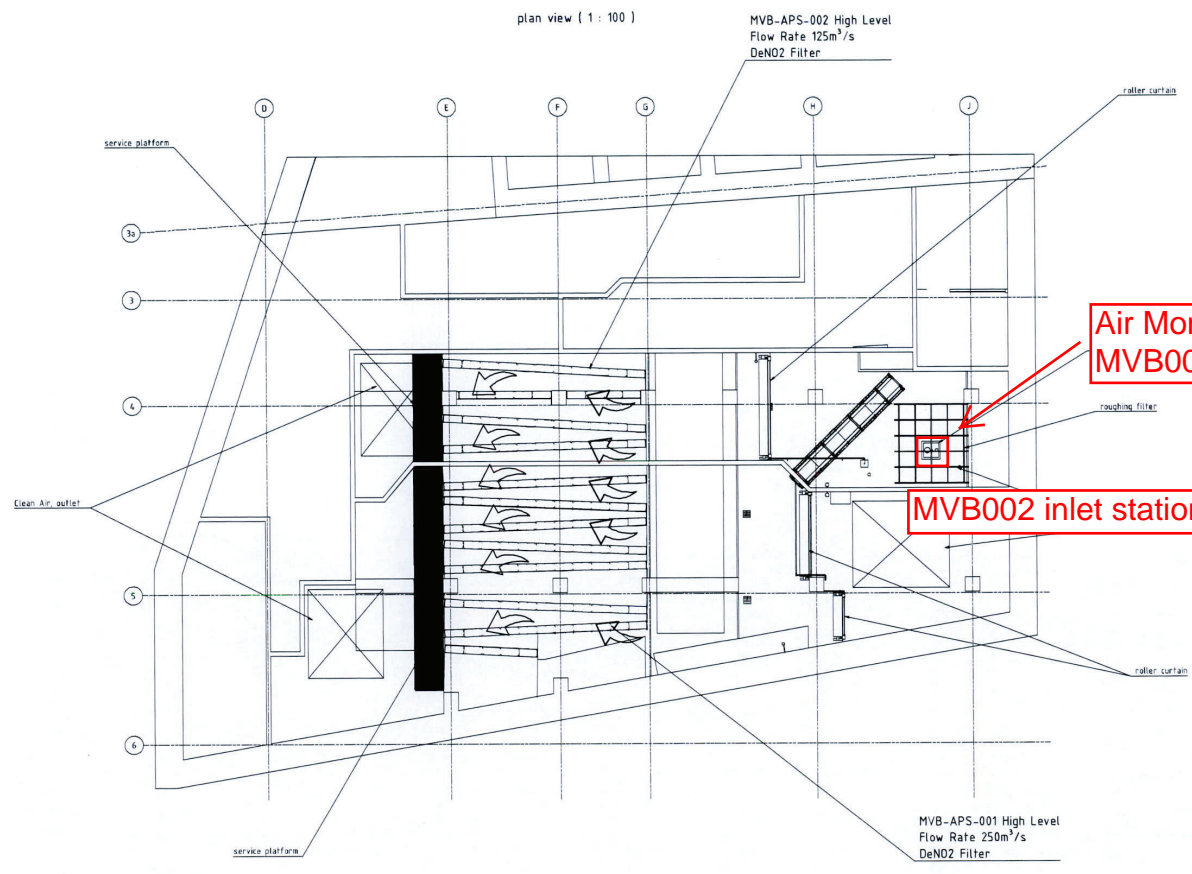 plan view ( 1 : 100 )
MVB-APS-002 High Level
Flow Rate 125m³/s
DeNO2 Filter
roller curtain
D
E
F
G
H
J
service platform
3a
3
Air Mor
MVB00
4
roughing filter
Clean Air, outlet
MVB002 inlet station
5
roller curtain
6
MVB-APS-001 High Level
Flow Rate 250m³/s
DeNO2 Filter
service platform